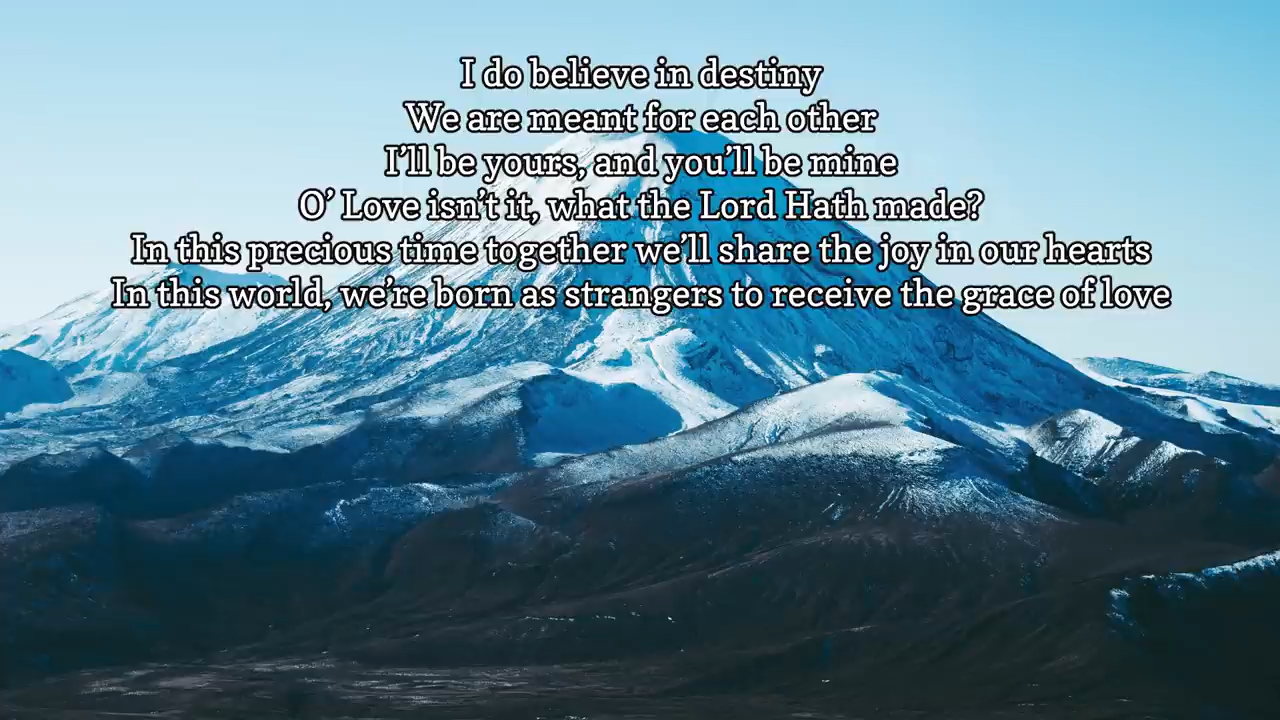 I do believe in destiny
We are meant for each other
I’ll be yours, and you’ll be mine
O’ Love isn’t it, what the Lord Hath made?
In this precious time together we’ll share the joy in our hearts
In this world, we’re born as strangers to receive the grace of love